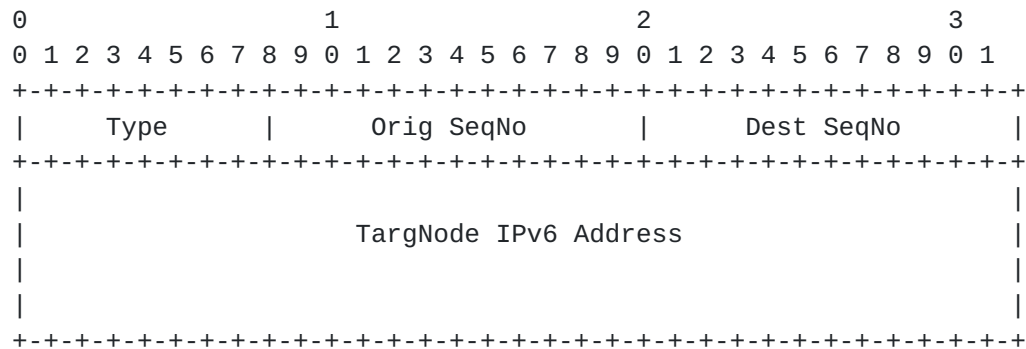 0                   1                   2                   3
0 1 2 3 4 5 6 7 8 9 0 1 2 3 4 5 6 7 8 9 0 1 2 3 4 5 6 7 8 9 0 1
+-+-+-+-+-+-+-+-+-+-+-+-+-+-+-+-+-+-+-+-+-+-+-+-+-+-+-+-+-+-+-+-+
|     Type      |      Orig SeqNo       |      Dest SeqNo       |
+-+-+-+-+-+-+-+-+-+-+-+-+-+-+-+-+-+-+-+-+-+-+-+-+-+-+-+-+-+-+-+-+
|                                                               |
|                     TargNode IPv6 Address                     |
|                                                               |
|                                                               |
+-+-+-+-+-+-+-+-+-+-+-+-+-+-+-+-+-+-+-+-+-+-+-+-+-+-+-+-+-+-+-+-+